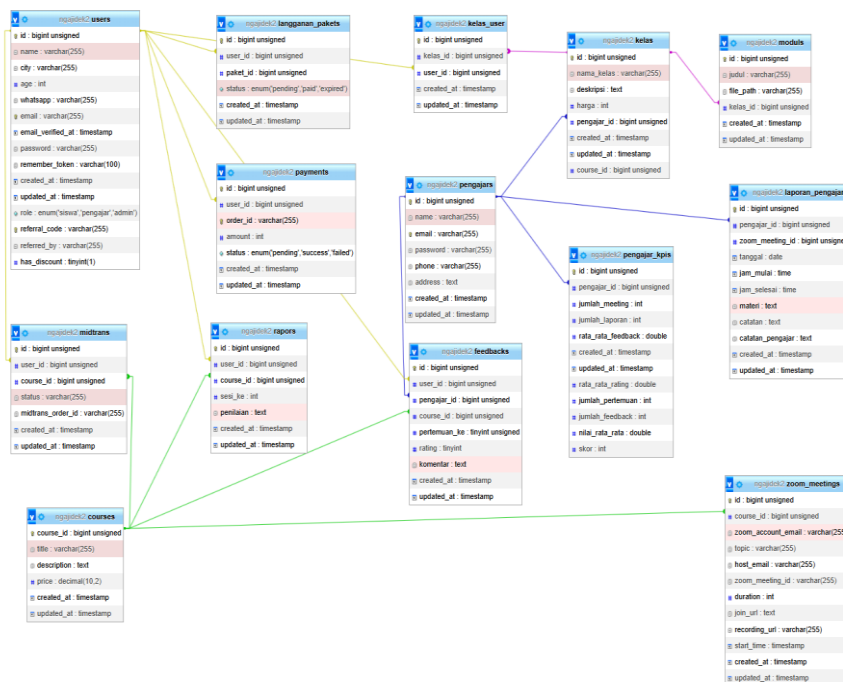 ngajidek2 users
id : bigint unsigned
name : varchar(255)
city : varchar(255)
age : int
whatsapp : varchar(255)
email : varchar(255)
email_verified_at : timestamp
password : varchar(255)
remember_token : varchar(100)
created_at : timestamp
updated_at : timestamp
role : enum('siswa','pengajar','admin')
referral_code : varchar(255)
referred_by : varchar(255)
has_discount : tinyint(1)
ngajidek2 langganan_pakets
id : bigint unsigned
user_id : bigint unsigned
paket_id : bigint unsigned
status : enum('pending','paid','expired')
created_at : timestamp
updated_at : timestamp
ngajidek2 kelas_user
id : bigint unsigned
kelas_id : bigint unsigned
user_id : bigint unsigned
created_at : timestamp
updated_at : timestamp
ngajidek2 kelas
id : bigint unsigned
nama_kelas : varchar(255)
deskripsi : text
harga : int
pengajar_id : bigint unsigned
created_at : timestamp
updated_at : timestamp
course_id : bigint unsigned
ngajidek2 moduls
id : bigint unsigned
judul : varchar(255)
file_path : varchar(255)
kelas_id : bigint unsigned
created_at : timestamp
updated_at : timestamp
ngajidek2 payments
id : bigint unsigned
user_id : bigint unsigned
order_id : varchar(255)
amount : int
status : enum('pending','success','failed')
created_at : timestamp
updated_at : timestamp
ngajidek2 pengajars
id : bigint unsigned
name : varchar(255)
email : varchar(255)
password : varchar(255)
phone : varchar(255)
address : text
created_at : timestamp
updated_at : timestamp
ngajidek2 laporan_pengajar
id : bigint unsigned
pengajar_id : bigint unsigned
zoom_meeting_id : bigint unsigne
tanggal : date
jam_mulai : time
jam_selesai : time
materi : text
catatan : text
catatan_pengajar : text
created_at : timestamp
updated_at : timestamp
ngajidek2 pengajar_kpis
id : bigint unsigned
pengajar_id : bigint unsigned
jumlah_meeting : int
jumlah_laporan : int
rata_rata_feedback : double
created_at : timestamp
updated_at : timestamp
rata_rata_rating : double
jumlah_pertemuan : int
jumlah_feedback : int
nilai_rata_rata : double
skor : int
ngajidek2 midtrans
id : bigint unsigned
user_id : bigint unsigned
course_id : bigint unsigned
status : varchar(255)
midtrans_order_id : varchar(255)
created_at : timestamp
updated_at : timestamp
ngajidek2 rapors
id : bigint unsigned
user_id : bigint unsigned
course_id : bigint unsigned
sesi_ke : int
penilaian : text
created_at : timestamp
updated_at : timestamp
ngajidek2 feedbacks
id : bigint unsigned
user_id : bigint unsigned
pengajar_id : bigint unsigned
course_id : bigint unsigned
pertemuan_ke : tinyint unsigned
rating : tinyint
komentar : text
created_at : timestamp
updated_at : timestamp
ngajidek2 courses
course_id : bigint unsigned
title : varchar(255)
description : text
price : decimal(10,2)
created_at : timestamp
updated_at : timestamp
ngajidek2 zoom_meetings
id : bigint unsigned
course_id : bigint unsigned
zoom_account_email : varchar(255
topic : varchar(255)
host_email : varchar(255)
zoom_meeting_id : varchar(255)
duration : int
join_url : text
recording_url : varchar(255)
start_time : timestamp
created_at : timestamp
updated_at : timestamp